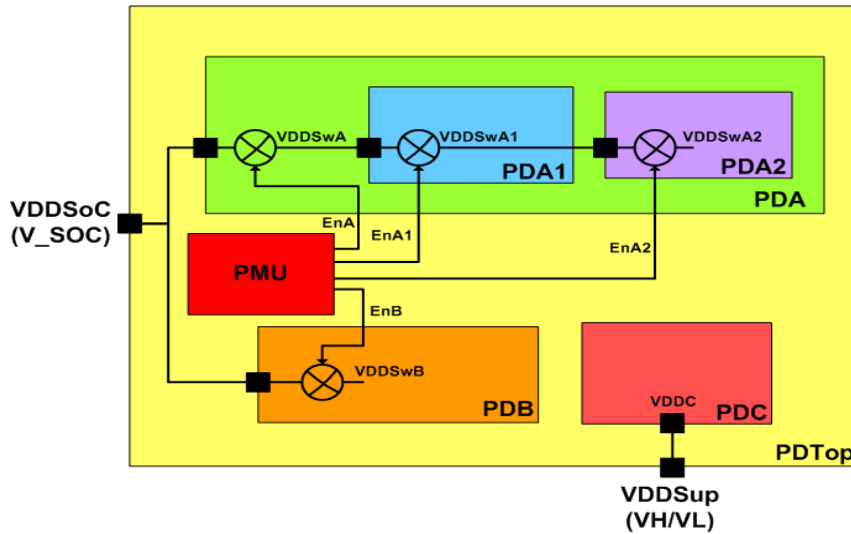 VDDSwA
VDDSwA1
VDDSwA2
PDA1
PDA2
PDA
VDDSoC
(V_SOC)
EnA
EnA1
EnA2
PMU
EnB
VDDSwB
PDB
VDDC
PDC
PDTop
VDDSup
(VH/VL)